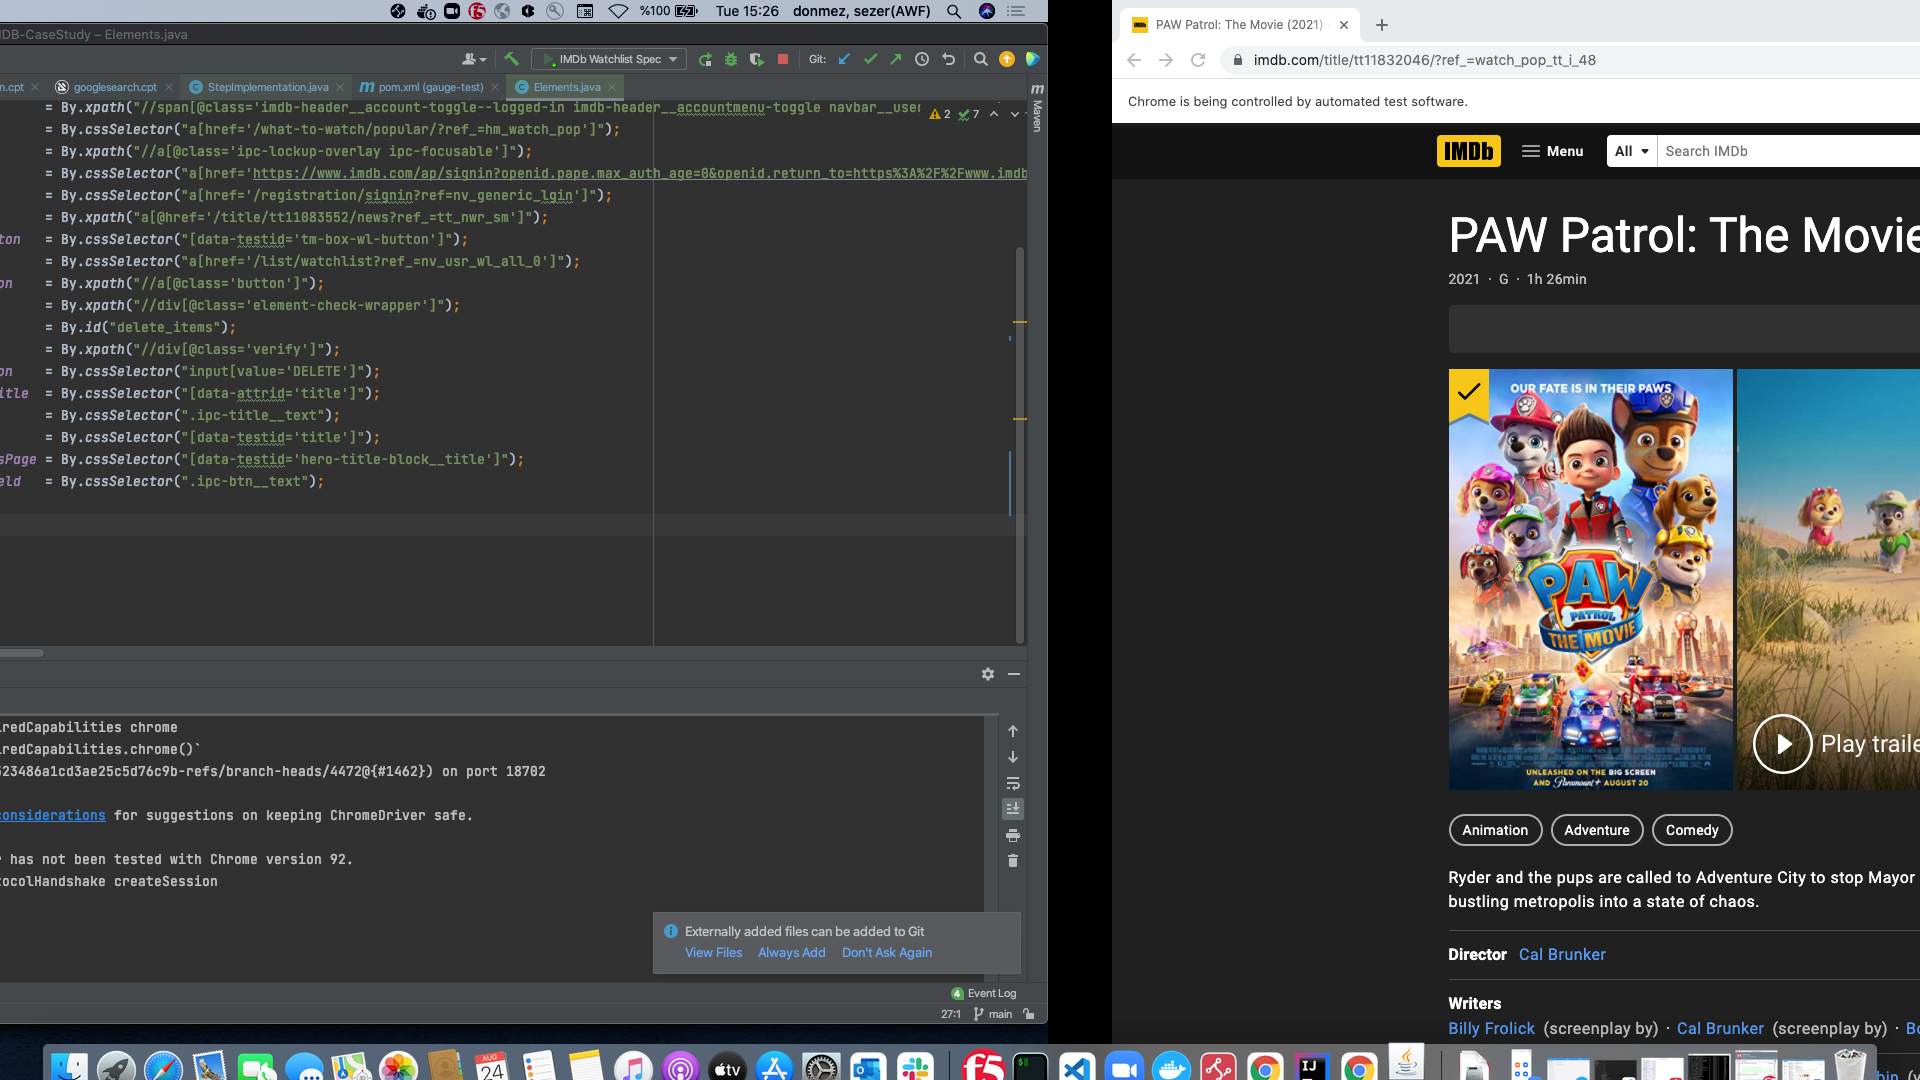 %100
Tue 15:26
donmez, sezer(AWF)
MDB-CaseStudy – Elements.java
IMDb Watchlist Spec
Git:
n.cpt
googlesearch.cpt
StepImplementation.java
pom.xml (gauge-test)
Elements.java
= By.xpath("//span[@class='imdb-header__account-toggle--logged-in imdb-header__accountmenu-toggle navbar__user
= By.cssSelector("a[href='/what-to-watch/popular/?ref_=hm_watch_pop']");
= By.xpath("//a[@class='ipc-lockup-overlay ipc-focusable']");
= By.cssSelector("a[href='https://www.imdb.com/ap/signin?openid.pape.max_auth_age=0&openid.return_to=https%3A%2F%2Fwww.imdb
= By.cssSelector("a[href='/registration/signin?ref=nv_generic_lgin']");
= By.xpath("a[@href='/title/tt11083552/news?ref_=tt_nwr_sm']");
ton = By.cssSelector("[data-testid='tm-box-wl-button']");
= By.cssSelector("a[href='/list/watchlist?ref_=nv_usr_wl_all_0']");
on = By.xpath("//a[@class='button']");
= By.xpath("//div[@class='element-check-wrapper']");
= By.id("delete_items");
= By.xpath("//div[@class='verify']");
on = By.cssSelector("input[value='DELETE']");
itle = By.cssSelector("[data-attrid='title']");
= By.cssSelector(".ipc-title__text");
= By.cssSelector("[data-testid='title']");
sPage = By.cssSelector("[data-testid='hero-title-block__title']");
eld = By.cssSelector(".ipc-btn__text");
2
7
Maven
iredCapabilities chrome
iredCapabilities.chrome()`
523486a1cd3ae25c5d76c9b-refs/branch-heads/4472@{#1462}) on port 18702
considerations for suggestions on keeping ChromeDriver safe.
r has not been tested with Chrome version 92.
tocolHandshake createSession
Externally added files can be added to Git
View Files
Always Add
Don't Ask Again
4
Event Log
27:1
main
PAW Patrol: The Movie (2021)
imdb.com/title/tt11832046/?ref_=watch_pop_tt_i_48
Chrome is being controlled by automated test software.
IMDb
Menu
All
Search IMDb
PAW Patrol: The Movie
2021 · G · 1h 26min
OUR FATE IS IN THEIR PAWS
PAW
PATROL
THE MOVIE
UNLEASHED ON THE BIG SCREEN
AND Paramount+ AUGUST 20
Play traile
Animation
Adventure
Comedy
Ryder and the pups are called to Adventure City to stop Mayor
bustling metropolis into a state of chaos.
Director
Cal Brunker
Writers
Billy Frolick (screenplay by) · Cal Brunker (screenplay by) ·
AUG
24
tv
f5
IJ